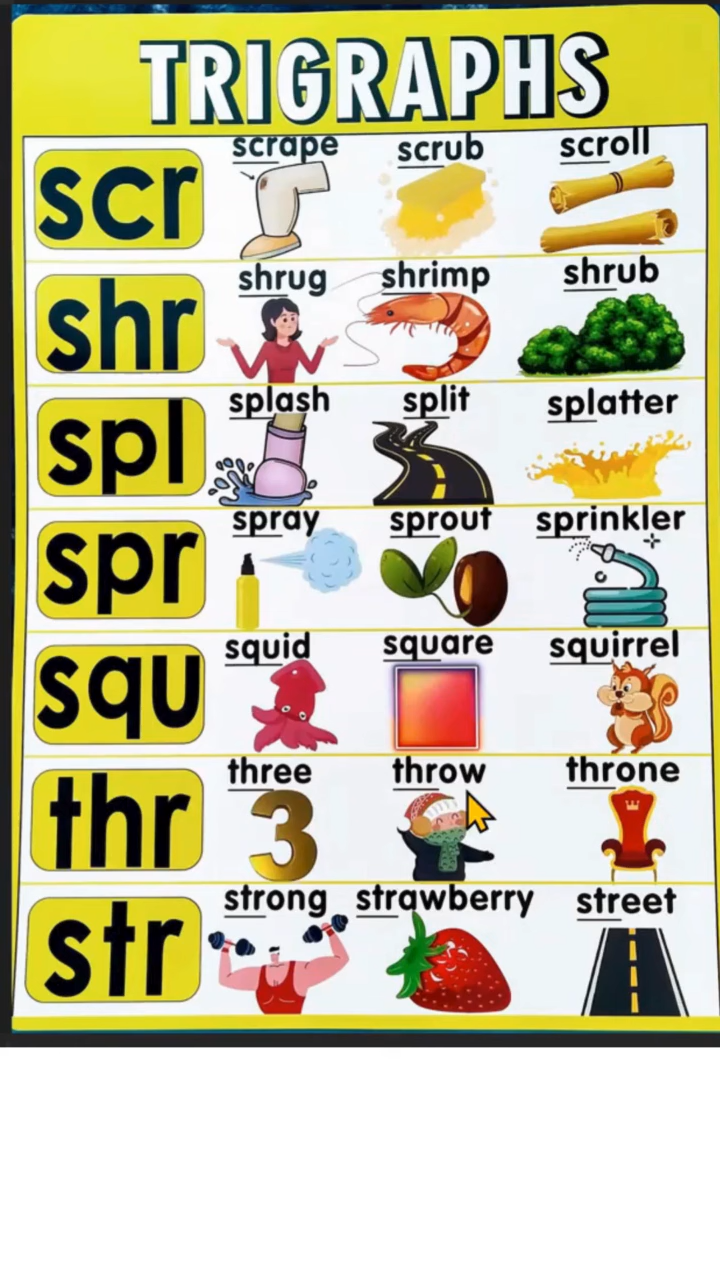 TRIGRAPHS
scr scrape scrub scroll
shr shrug shrimp shrub
spl splash split splatter
spr spray sprout sprinkler
squ squid square squirrel
thr three throw throne
3
str strong strawberry street